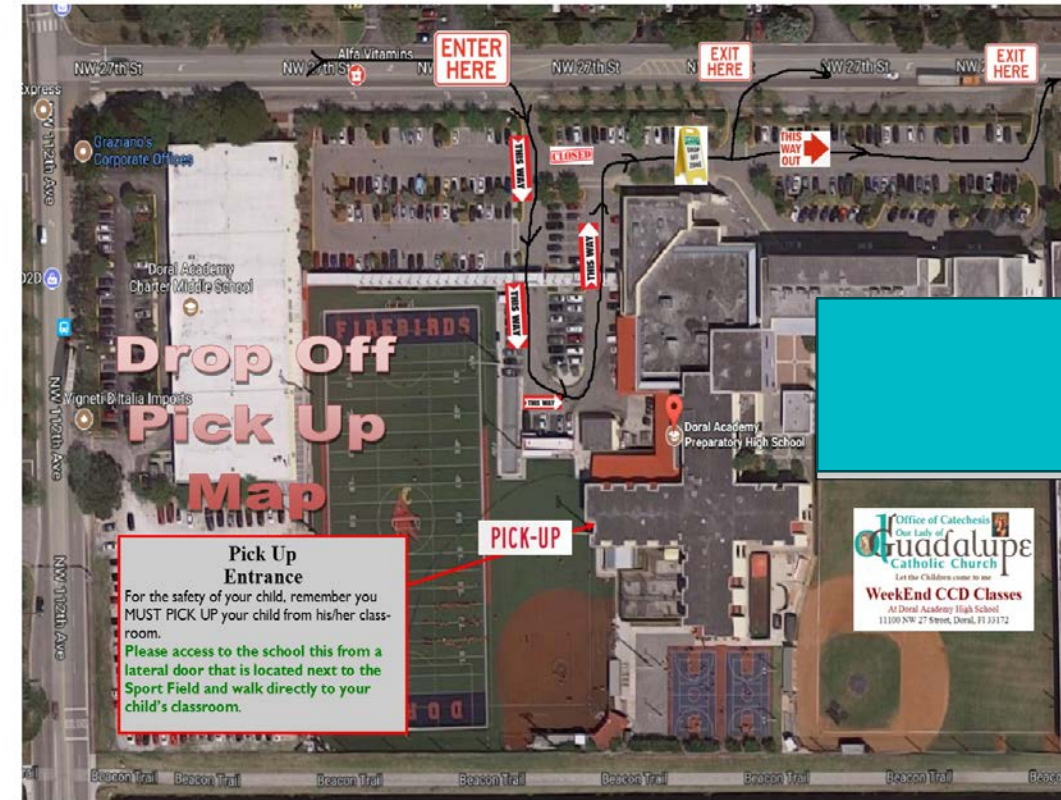 Alfa Vitamins
ENTER
HERE
EXIT
HERE
EXIT
HERE
NW 27th St
NW 27th St
NW 27th St
NW 27th St
Graziano's
Corporate Offices
NW 112th Ave
THIS WAY
CLOSED
DROP
OFF
ZONE
THIS
WAY
OUT
THIS WAY
THIS WAY
THIS WAY
Doral Academy
Charter Middle School
FIREBIRDS
Drop Off
Pick Up
Map
Vigneti D'Italia Imports
NW 112th Ave
Doral Academy
Preparatory High School
PICK-UP
Pick Up
Entrance
For the safety of your child, remember you
MUST PICK UP your child from his/her class-
room.
Please access to the school this from a
lateral door that is located next to the
Sport Field and walk directly to your
child's classroom.
Office of Catechesis
Our Lady of
Guadalupe
Catholic Church
Let the Children come to me
WeekEnd CCD Classes
At Doral Academy High School
11100 NW 27 Street, Doral, Fl 33172
NW 112th Ave
Beacon Trail
Beacon Trail
Beacon Trail
Beacon Trail
Beacon Trail
Beacon Trail
Beacon Trail